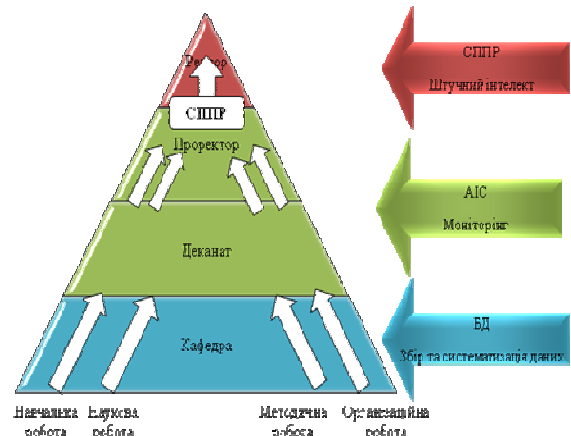 Ректор
СППР
Проректор
Деканат
Кафедра
Навчальна робота
Наукова робота
Методична робота
Організаційна робота
СППР
Штучний інтелект
АІС
Моніторінг
БД
Збір та систематизація даних